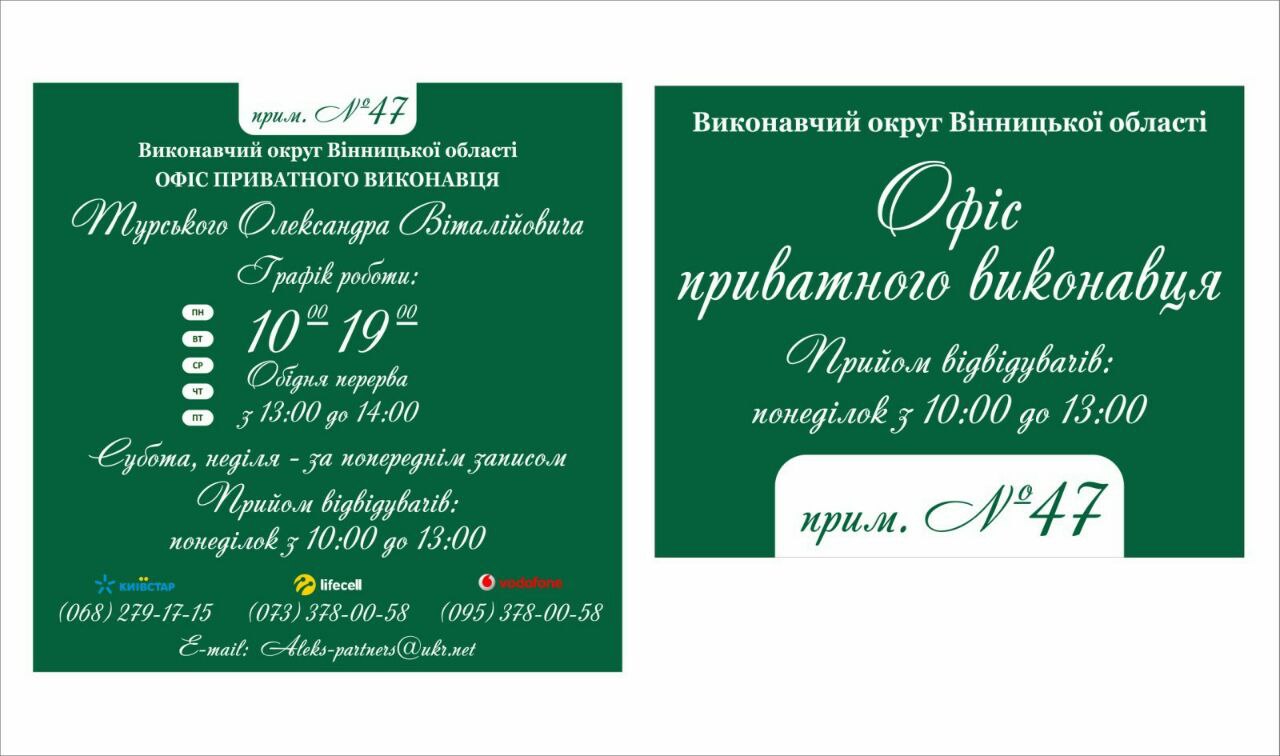 прим. №47
Виконавчий округ Вінницької області
ОФІС ПРИВАТНОГО ВИКОНАВЦЯ
Турського Олександра Віталійовича
Графік роботи:
ПН
ВТ
СР
ЧТ
ПТ
10 00 19 00
Обідня перерва
з 13:00 до 14:00
Субота, неділя - за попереднім записом
Прийом відвідувачів:
понеділок з 10:00 до 13:00
КИЇВСТАР lifecell vodafone
(068) 279-17-15 (073) 378-00-58 (095) 378-00-58
E-mail: Aleks-partners@ukr.net
Виконавчий округ Вінницької області
Офіс
приватного виконавця
Прийом відвідувачів:
понеділок з 10:00 до 13:00
прим. №47